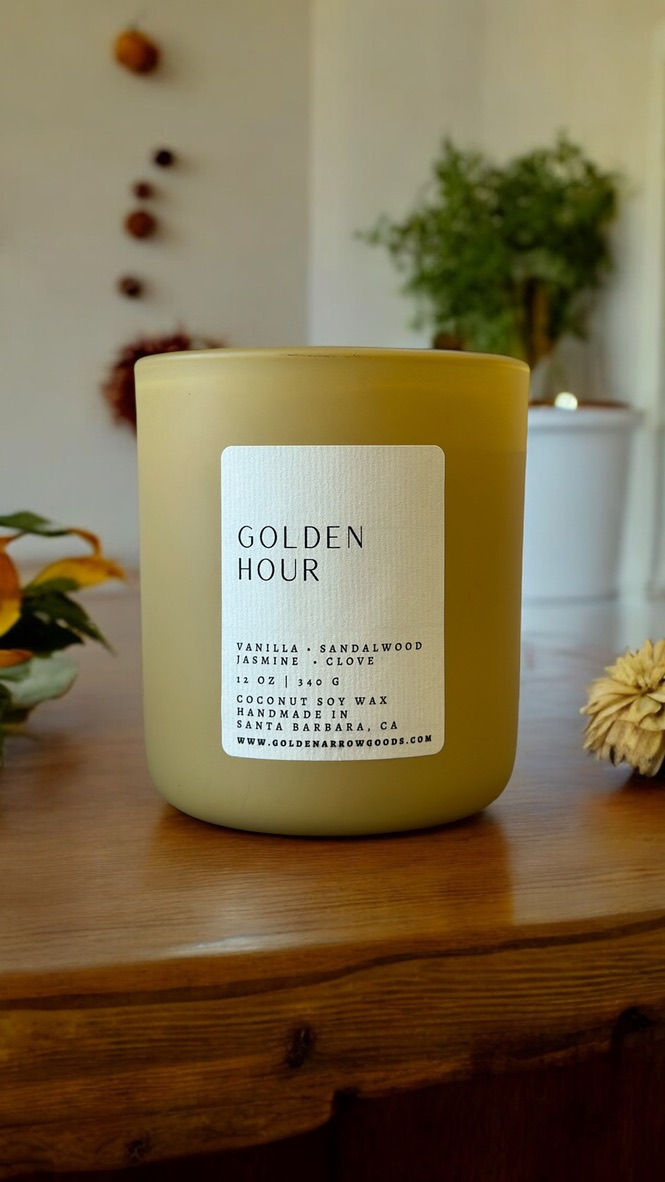 GOLDEN
HOUR
VANILLA • SANDALWOOD
JASMINE • CLOVE
12 OZ | 340 G
COCONUT SOY WAX
HANDMADE IN
SANTA BARBARA, CA
WWW.GOLDENARROWGOODS.COM